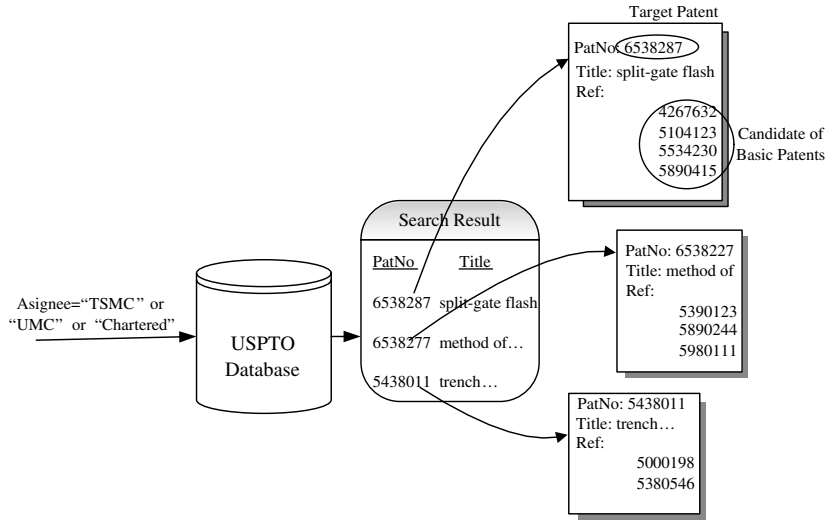 Asignee=“TSMC” or
“UMC” or “Chartered”
USPTO
Database
Search Result
PatNo Title
6538287 split-gate flash
6538277 method of…
5438011 trench…
Target Patent
PatNo: 6538287
Title: split-gate flash
Ref:
4267632
5104123
5534230
5890415
Candidate of
Basic Patents
PatNo: 6538227
Title: method of
Ref:
5390123
5890244
5980111
PatNo: 5438011
Title: trench…
Ref:
5000198
5380546